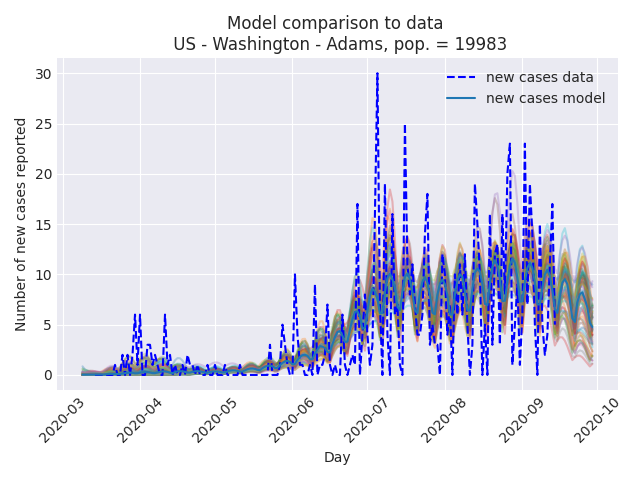 Model comparison to data
US - Washington - Adams, pop. = 19983
new cases data
new cases model
Number of new cases reported
30
25
20
15
10
5
0
2020-03
2020-04
2020-05
2020-06
2020-07
2020-08
2020-09
2020-10
Day